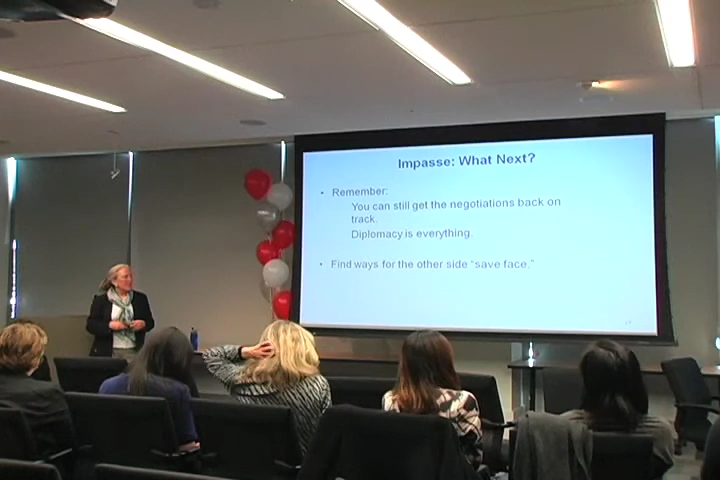 Impasse: What Next?
• Remember:
You can still get the negotiations back on
track.
Diplomacy is everything.
• Find ways for the other side “save face.”